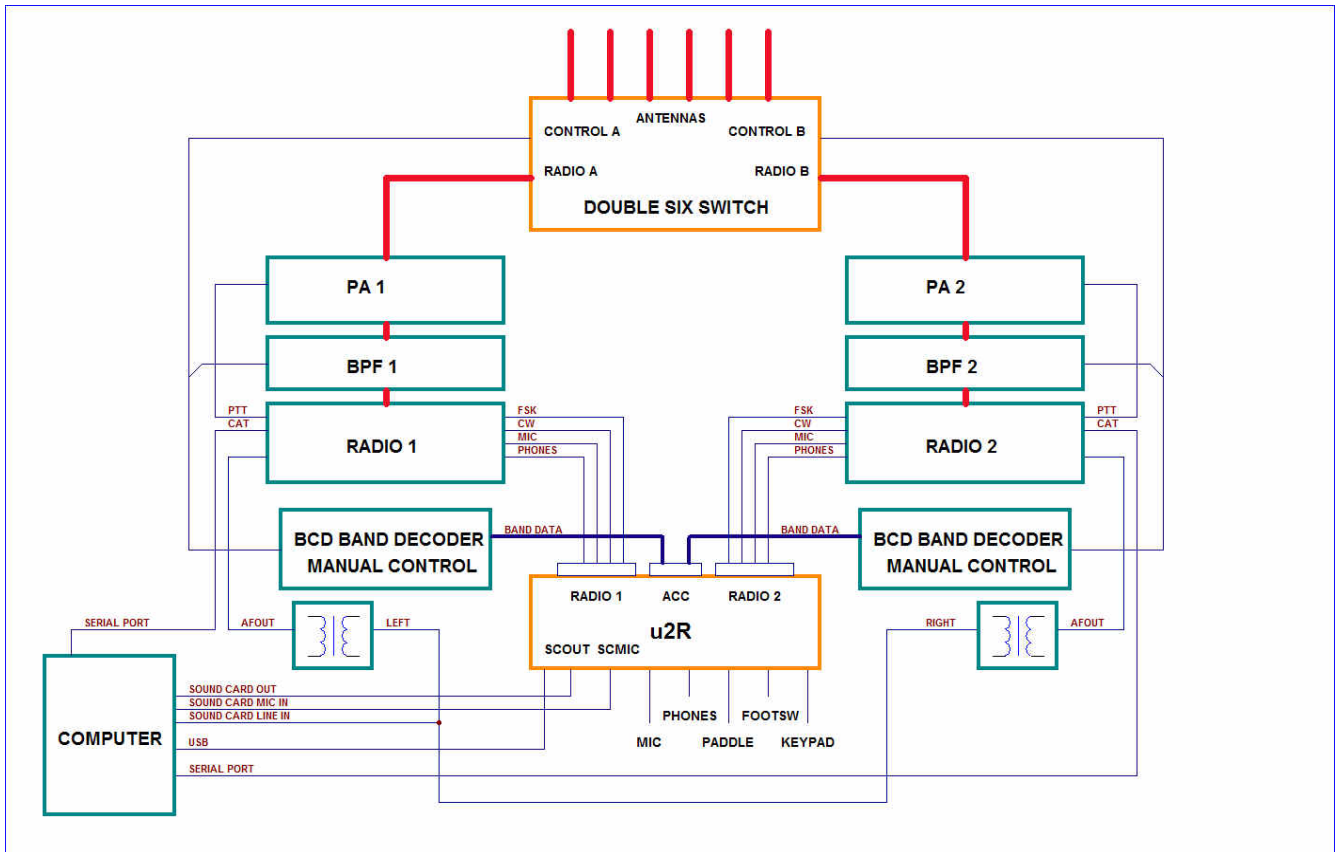 ANTENNAS
CONTROL A
CONTROL B
RADIO A
RADIO B
DOUBLE SIX SWITCH
PA 1
PA 2
BPF 1
BPF 2
PTT
CAT
RADIO 1
FSK
CW
MIC
PHONES
FSK
CW
MIC
PHONES
RADIO 2
PTT
CAT
BCD BAND DECODER
MANUAL CONTROL
BAND DATA
BAND DATA
BCD BAND DECODER
MANUAL CONTROL
RADIO 1
ACC
RADIO 2
u2R
SCOUT
SCMIC
SERIAL PORT
AFOUT
LEFT
RIGHT
AFOUT
COMPUTER
SOUND CARD OUT
SOUND CARD MIC IN
SOUND CARD LINE IN
USB
SERIAL PORT
PHONES
FOOTSW
MIC
PADDLE
KEYPAD